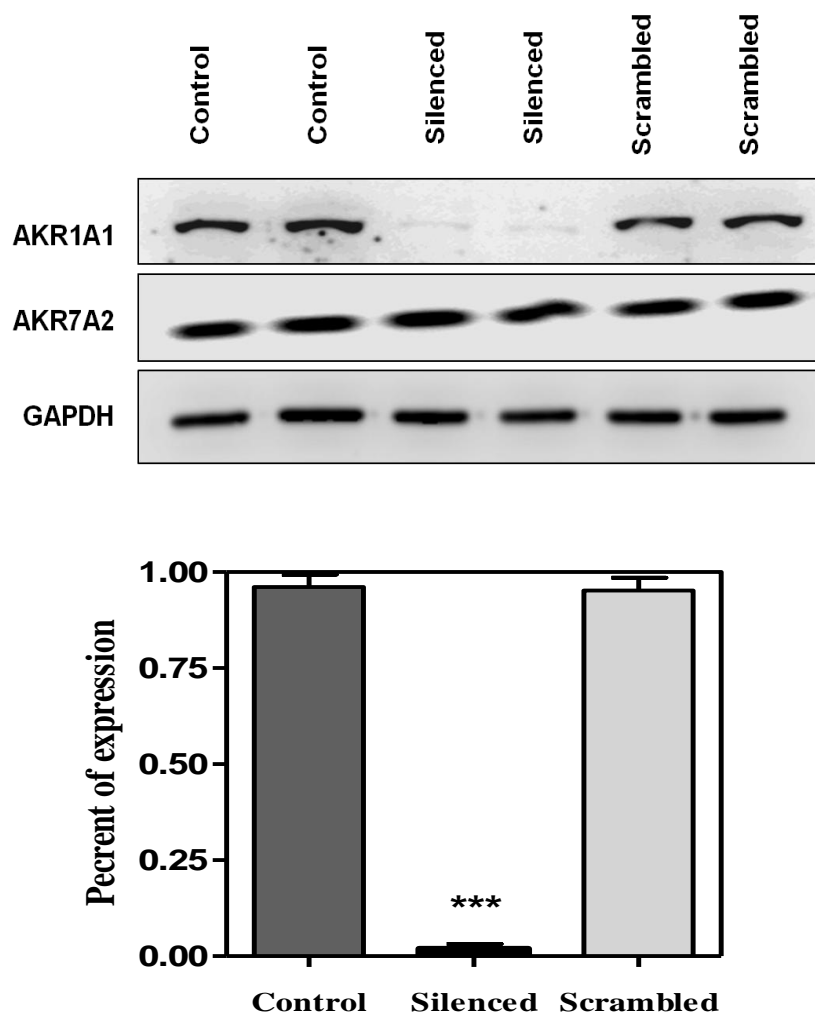 Control Control Silenced Silenced Scrambled Scrambled
AKR1A1
AKR7A2
GAPDH
Pecrent of expression
1.00
0.75
0.50
0.25
0.00
***
Control Silenced Scrambled